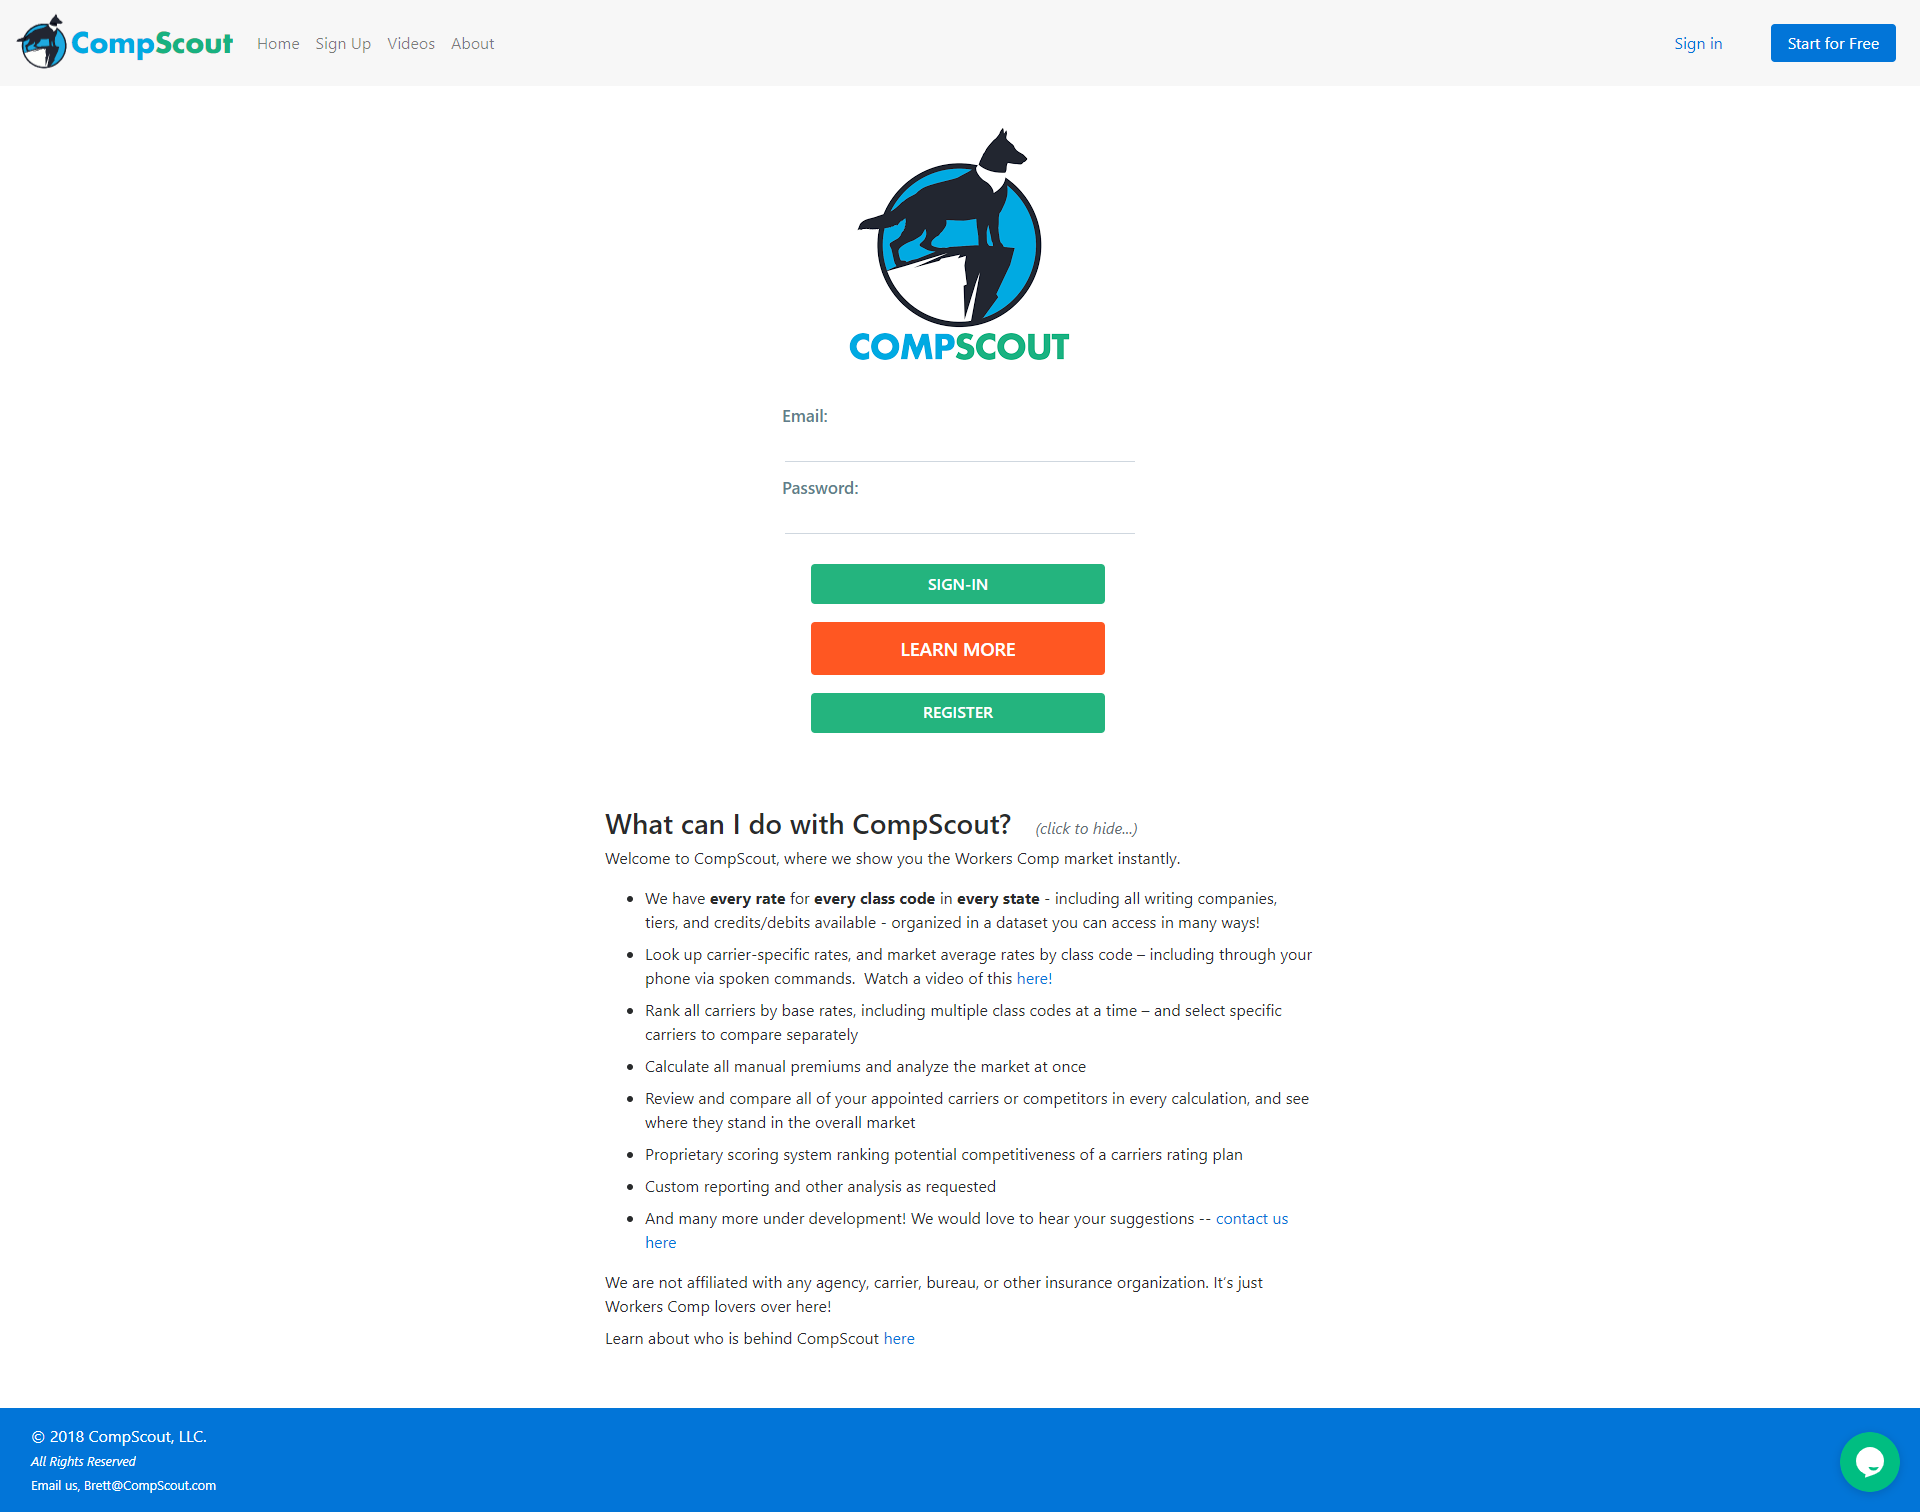 CompScout
Home Sign Up Videos About
Sign in
Start for Free
COMPSCOUT
Email:
Password:
SIGN-IN
LEARN MORE
REGISTER
What can I do with CompScout? (click to hide...)
Welcome to CompScout, where we show you the Workers Comp market instantly.
• We have every rate for every class code in every state - including all writing companies,
tiers, and credits/debits available - organized in a dataset you can access in many ways!
• Look up carrier-specific rates, and market average rates by class code – including through your
phone via spoken commands.  Watch a video of this here!
• Rank all carriers by base rates, including multiple class codes at a time – and select specific
carriers to compare separately
• Calculate all manual premiums and analyze the market at once
• Review and compare all of your appointed carriers or competitors in every calculation, and see
where they stand in the overall market
• Proprietary scoring system ranking potential competitiveness of a carriers rating plan
• Custom reporting and other analysis as requested
• And many more under development! We would love to hear your suggestions -- contact us
here
We are not affiliated with any agency, carrier, bureau, or other insurance organization. It's just
Workers Comp lovers over here!
Learn about who is behind CompScout here
© 2018 CompScout, LLC.
All Rights Reserved
Email us, Brett@CompScout.com